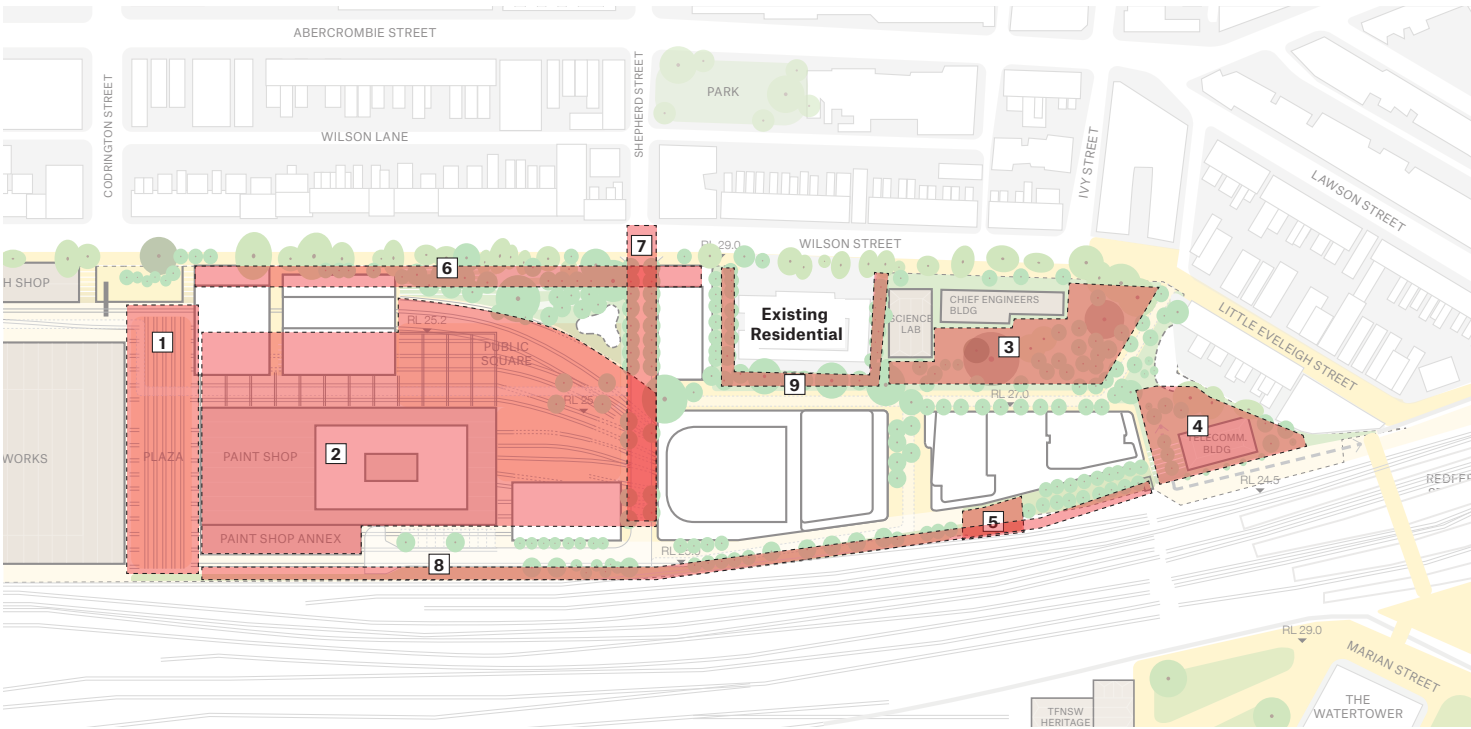 ABERCROMBIE STREET
CODRINGTON STREET
SHEPHERD STREET
PARK
WILSON LANE
IVY STREET
LAWSON STREET
WILSON STREET
RL 29.0
7
6
H SHOP
1
RL 25.2
PUBLIC
SQUARE
Existing
Residential
SCIENCE
LAB
CHIEF ENGINEERS
BLDG
3
LITTLE EVELEIGH STREET
9
RL 27.0
RL 25
4
TELECOMM.
BLDG
WORKS
PLAZA
PAINT SHOP
2
RL 24.5
5
PAINT SHOP ANNEX
8
RL 29.0
MARIAN STREET
THE
WATERTOWER
TFNSW
HERITAGE